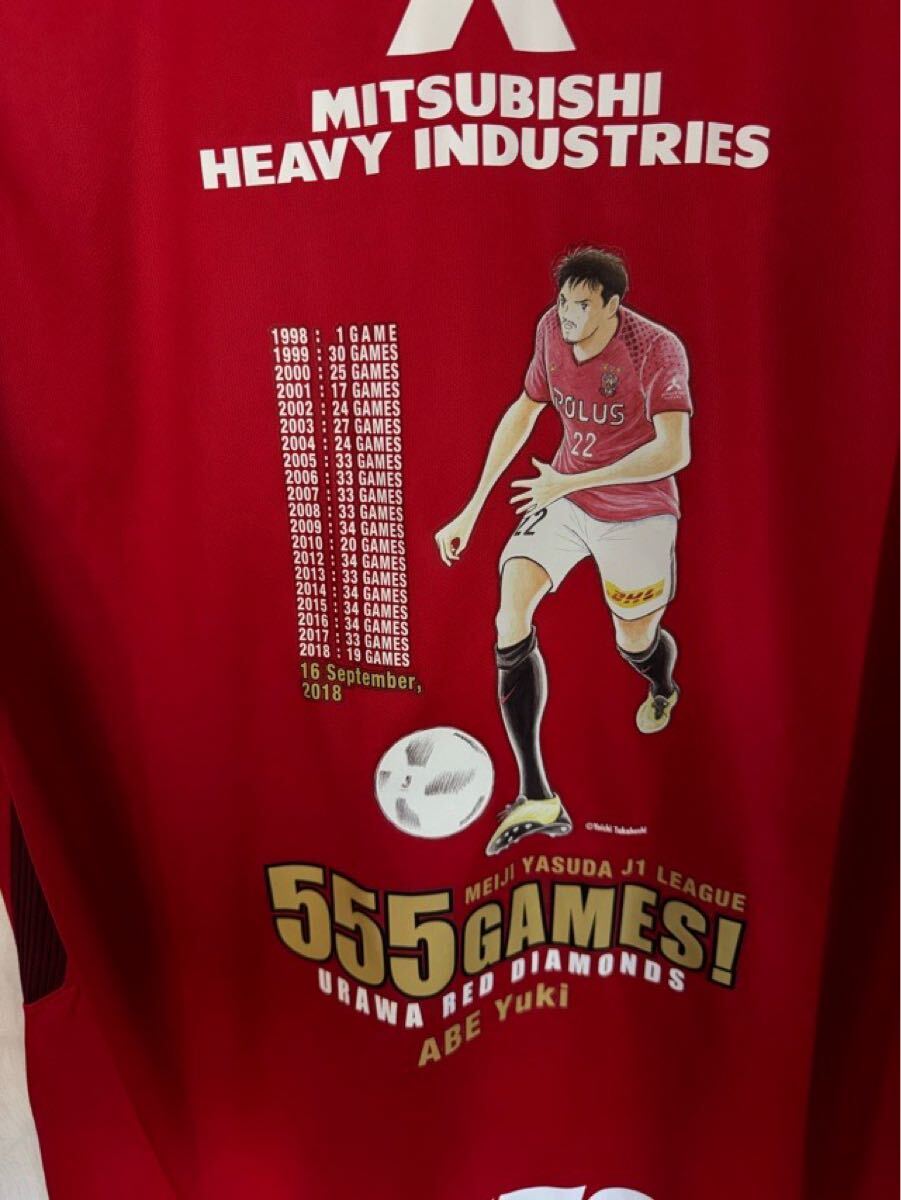 MITSUBISHI
HEAVY INDUSTRIES
1998 : 1 GAME
1999 : 30 GAMES
2000 : 25 GAMES
2001 : 17 GAMES
2002 : 24 GAMES
2003 : 27 GAMES
2004 : 24 GAMES
2005 : 33 GAMES
2006 : 33 GAMES
2007 : 33 GAMES
2008 : 33 GAMES
2009 : 34 GAMES
2010 : 20 GAMES
2012 : 34 GAMES
2013 : 33 GAMES
2014 : 34 GAMES
2015 : 34 GAMES
2016 : 34 GAMES
2017 : 33 GAMES
2018 : 19 GAMES
16 September,
2018
POLUS
22
22
DHL
©Yoichi Takahashi
MEIJI YASUDA J1 LEAGUE
555 GAMES!
URAWA RED DIAMONDS
ABE Yuki